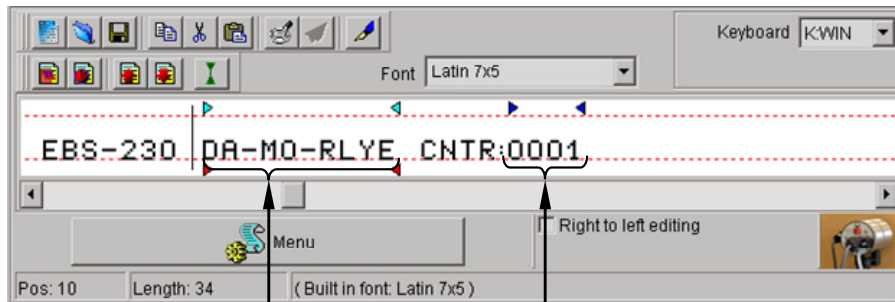 Keyboard K:WIN
Font Latin 7x5
EBS-230 DA-MO-RLYE CNTR:0001
Menu
Right to left editing
Pos: 10 Length: 34 ( Built in font: Latin 7x5 )